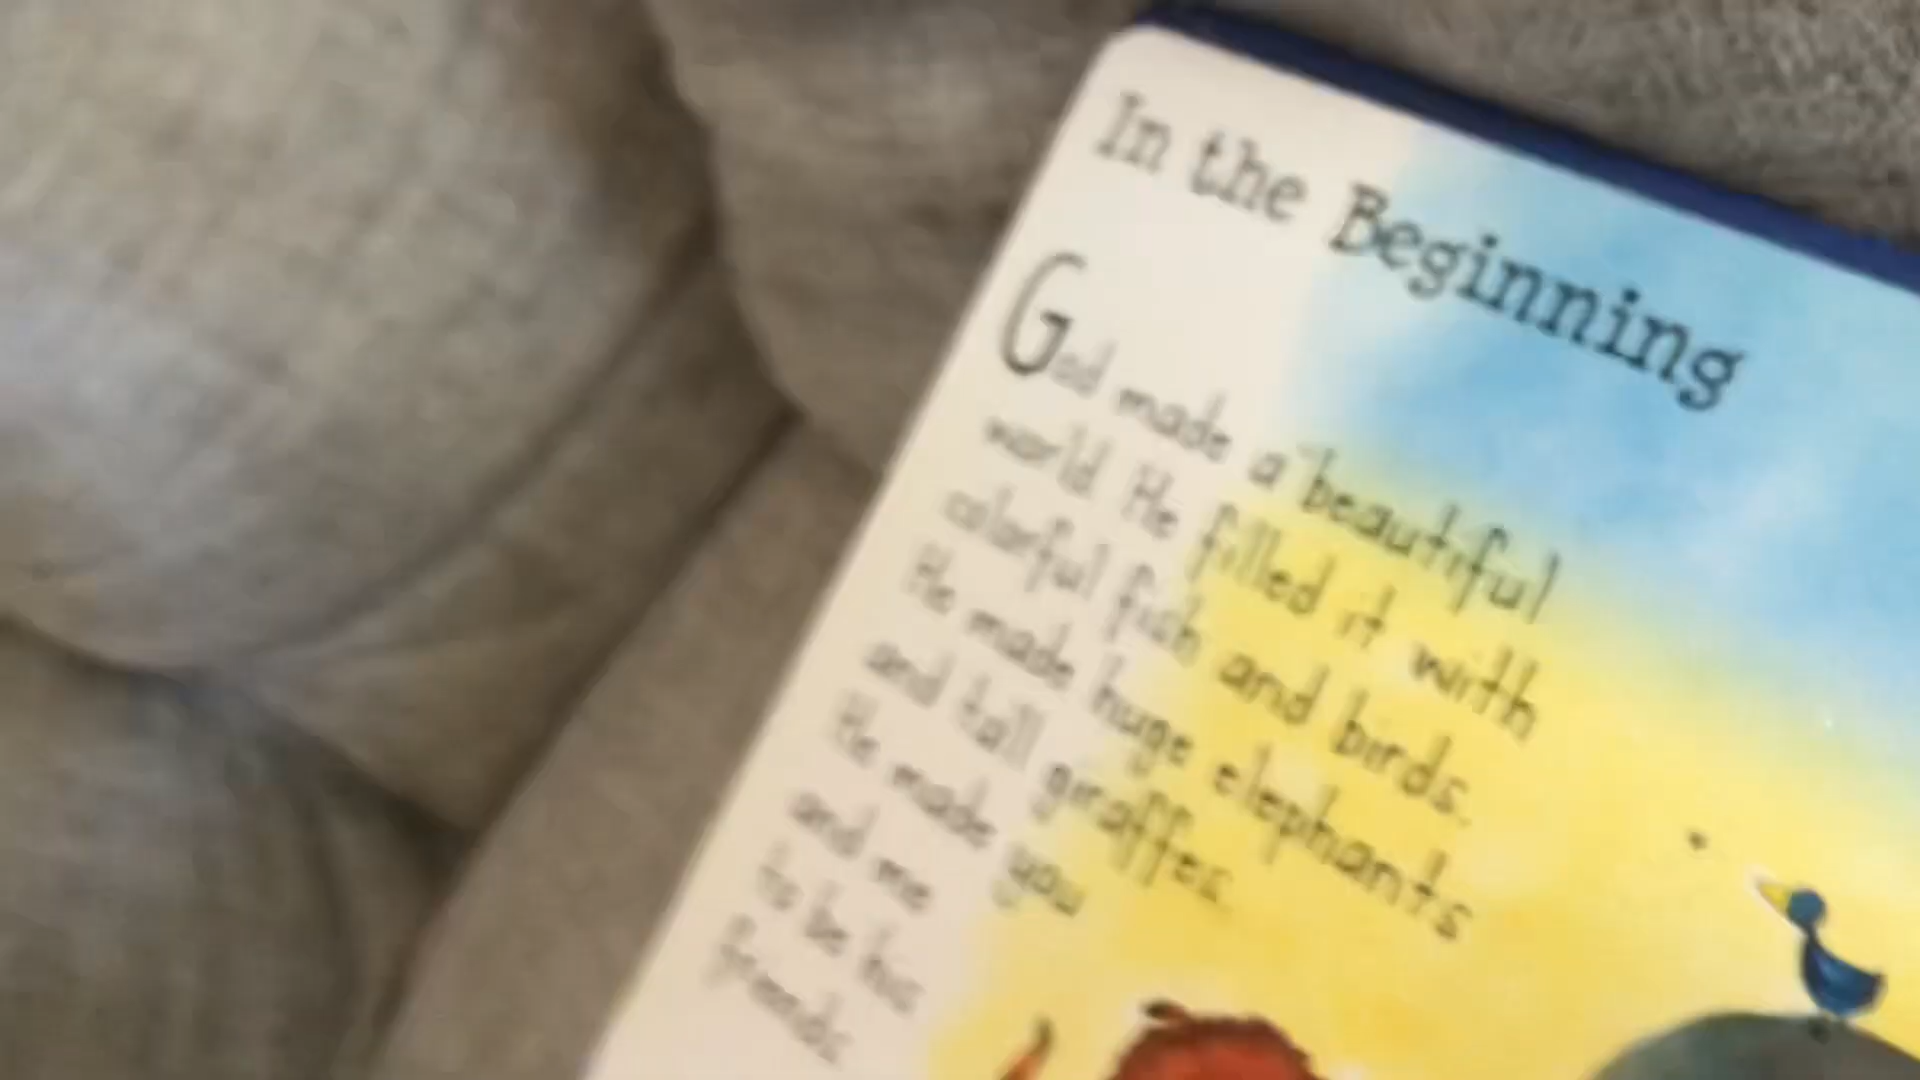 In the Beginning
God made a beautiful
world. He filled it with
colorful fish and birds.
He made huge elephants
and tall giraffes.
He made you
and me
to be his
friends.